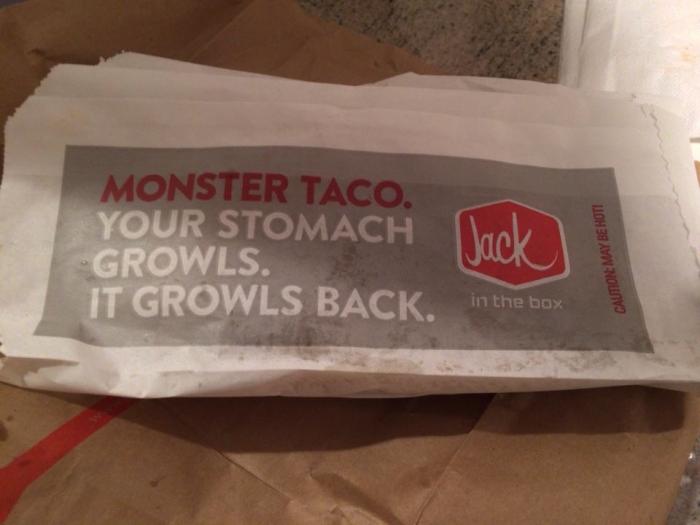 MONSTER TACO.
YOUR STOMACH
GROWLS.
IT GROWLS BACK.
Jack
in the box
CAUTION: MAY BE HOT!